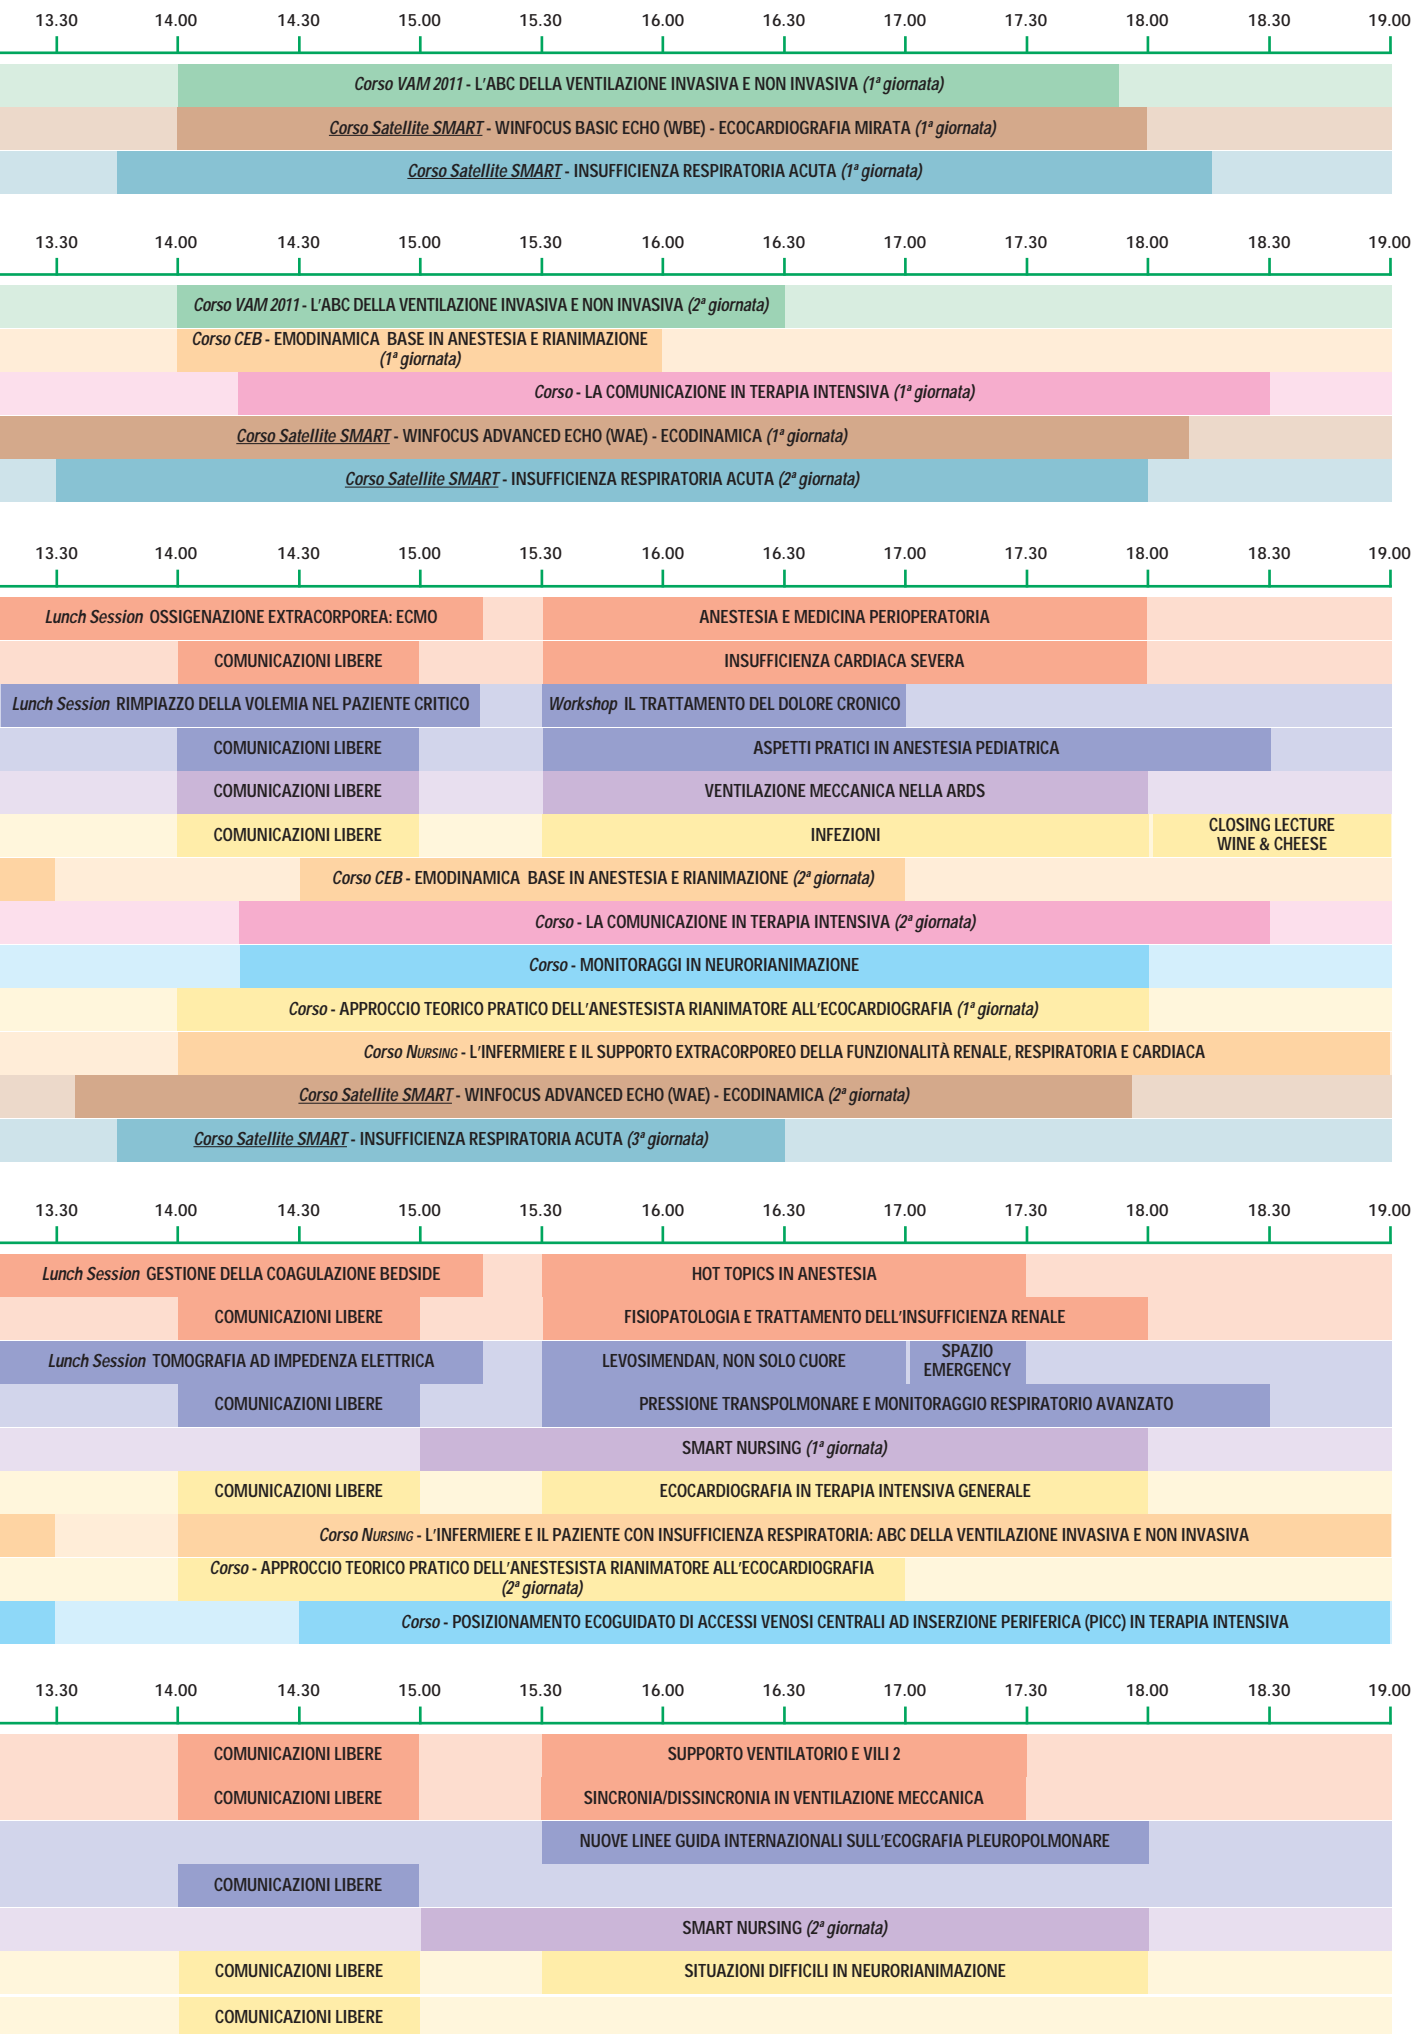 13.30 14.00 14.30 15.00 15.30 16.00 16.30 17.00 17.30 18.00 18.30 19.00
Corso VAM 2011 - L'ABC DELLA VENTILAZIONE INVASIVA E NON INVASIVA (1ª giornata)
Corso Satellite SMART - WINFOCUS BASIC ECHO (WBE) - ECOCARDIOGRAFIA MIRATA (1ª giornata)
Corso Satellite SMART - INSUFFICIENZA RESPIRATORIA ACUTA (1ª giornata)
13.30 14.00 14.30 15.00 15.30 16.00 16.30 17.00 17.30 18.00 18.30 19.00
Corso VAM 2011 - L'ABC DELLA VENTILAZIONE INVASIVA E NON INVASIVA (2ª giornata)
Corso CEB - EMODINAMICA BASE IN ANESTESIA E RIANIMAZIONE
(1ª giornata)
Corso - LA COMUNICAZIONE IN TERAPIA INTENSIVA (1ª giornata)
Corso Satellite SMART - WINFOCUS ADVANCED ECHO (WAE) - ECODINAMICA (1ª giornata)
Corso Satellite SMART - INSUFFICIENZA RESPIRATORIA ACUTA (2ª giornata)
13.30 14.00 14.30 15.00 15.30 16.00 16.30 17.00 17.30 18.00 18.30 19.00
Lunch Session OSSIGENAZIONE EXTRACORPOREA: ECMO ANESTESIA E MEDICINA PERIOPERATORIA
COMUNICAZIONI LIBERE INSUFFICIENZA CARDIACA SEVERA
Lunch Session RIMPIAZZO DELLA VOLEMIA NEL PAZIENTE CRITICO Workshop IL TRATTAMENTO DEL DOLORE CRONICO
COMUNICAZIONI LIBERE ASPETTI PRATICI IN ANESTESIA PEDIATRICA
COMUNICAZIONI LIBERE VENTILAZIONE MECCANICA NELLA ARDS
COMUNICAZIONI LIBERE INFEZIONI CLOSING LECTURE
WINE & CHEESE
Corso CEB - EMODINAMICA BASE IN ANESTESIA E RIANIMAZIONE (2ª giornata)
Corso - LA COMUNICAZIONE IN TERAPIA INTENSIVA (2ª giornata)
Corso - MONITORAGGI IN NEURORIANIMAZIONE
Corso - APPROCCIO TEORICO PRATICO DELL'ANESTESISTA RIANIMATORE ALL'ECOCARDIOGRAFIA (1ª giornata)
Corso NURSING - L'INFERMIERE E IL SUPPORTO EXTRACORPOREO DELLA FUNZIONALITÀ RENALE, RESPIRATORIA E CARDIACA
Corso Satellite SMART - WINFOCUS ADVANCED ECHO (WAE) - ECODINAMICA (2ª giornata)
Corso Satellite SMART - INSUFFICIENZA RESPIRATORIA ACUTA (3ª giornata)
13.30 14.00 14.30 15.00 15.30 16.00 16.30 17.00 17.30 18.00 18.30 19.00
Lunch Session GESTIONE DELLA COAGULAZIONE BEDSIDE HOT TOPICS IN ANESTESIA
COMUNICAZIONI LIBERE FISIOPATOLOGIA E TRATTAMENTO DELL'INSUFFICIENZA RENALE
Lunch Session TOMOGRAFIA AD IMPEDENZA ELETTRICA LEVOSIMENDAN, NON SOLO CUORE SPAZIO
EMERGENCY
COMUNICAZIONI LIBERE PRESSIONE TRANSPOLMONARE E MONITORAGGIO RESPIRATORIO AVANZATO
SMART NURSING (1ª giornata)
COMUNICAZIONI LIBERE ECOCARDIOGRAFIA IN TERAPIA INTENSIVA GENERALE
Corso NURSING - L'INFERMIERE E IL PAZIENTE CON INSUFFICIENZA RESPIRATORIA: ABC DELLA VENTILAZIONE INVASIVA E NON INVASIVA
Corso - APPROCCIO TEORICO PRATICO DELL'ANESTESISTA RIANIMATORE ALL'ECOCARDIOGRAFIA
(2ª giornata)
Corso - POSIZIONAMENTO ECOGUIDATO DI ACCESSI VENOSI CENTRALI AD INSERZIONE PERIFERICA (PICC) IN TERAPIA INTENSIVA
13.30 14.00 14.30 15.00 15.30 16.00 16.30 17.00 17.30 18.00 18.30 19.00
COMUNICAZIONI LIBERE SUPPORTO VENTILATORIO E VILI 2
COMUNICAZIONI LIBERE SINCRONIA/DISSINCRONIA IN VENTILAZIONE MECCANICA
NUOVE LINEE GUIDA INTERNAZIONALI SULL'ECOGRAFIA PLEUROPOLMONARE
COMUNICAZIONI LIBERE
SMART NURSING (2ª giornata)
COMUNICAZIONI LIBERE SITUAZIONI DIFFICILI IN NEURORIANIMAZIONE
COMUNICAZIONI LIBERE